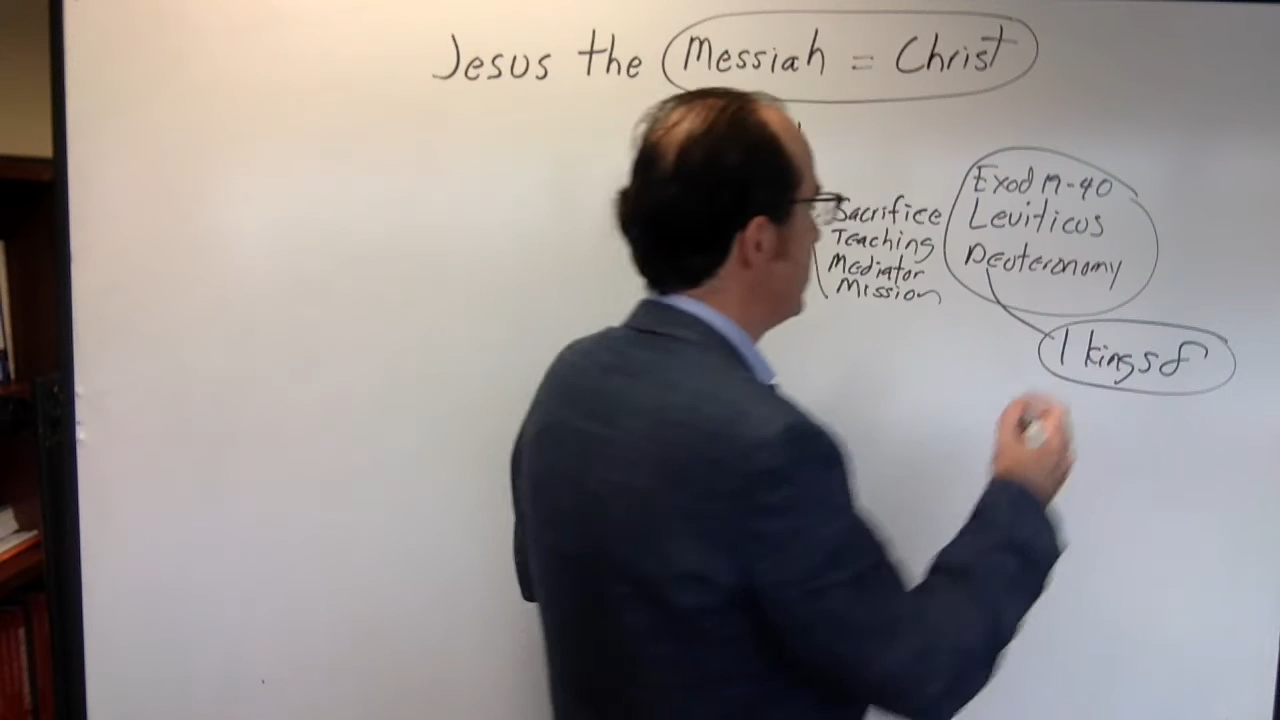 Jesus the Messiah = Christ
Sacrifice
Teaching
Mediator
Mission
Exod 19-40
Leviticus
Deuteronomy
1 kings 8